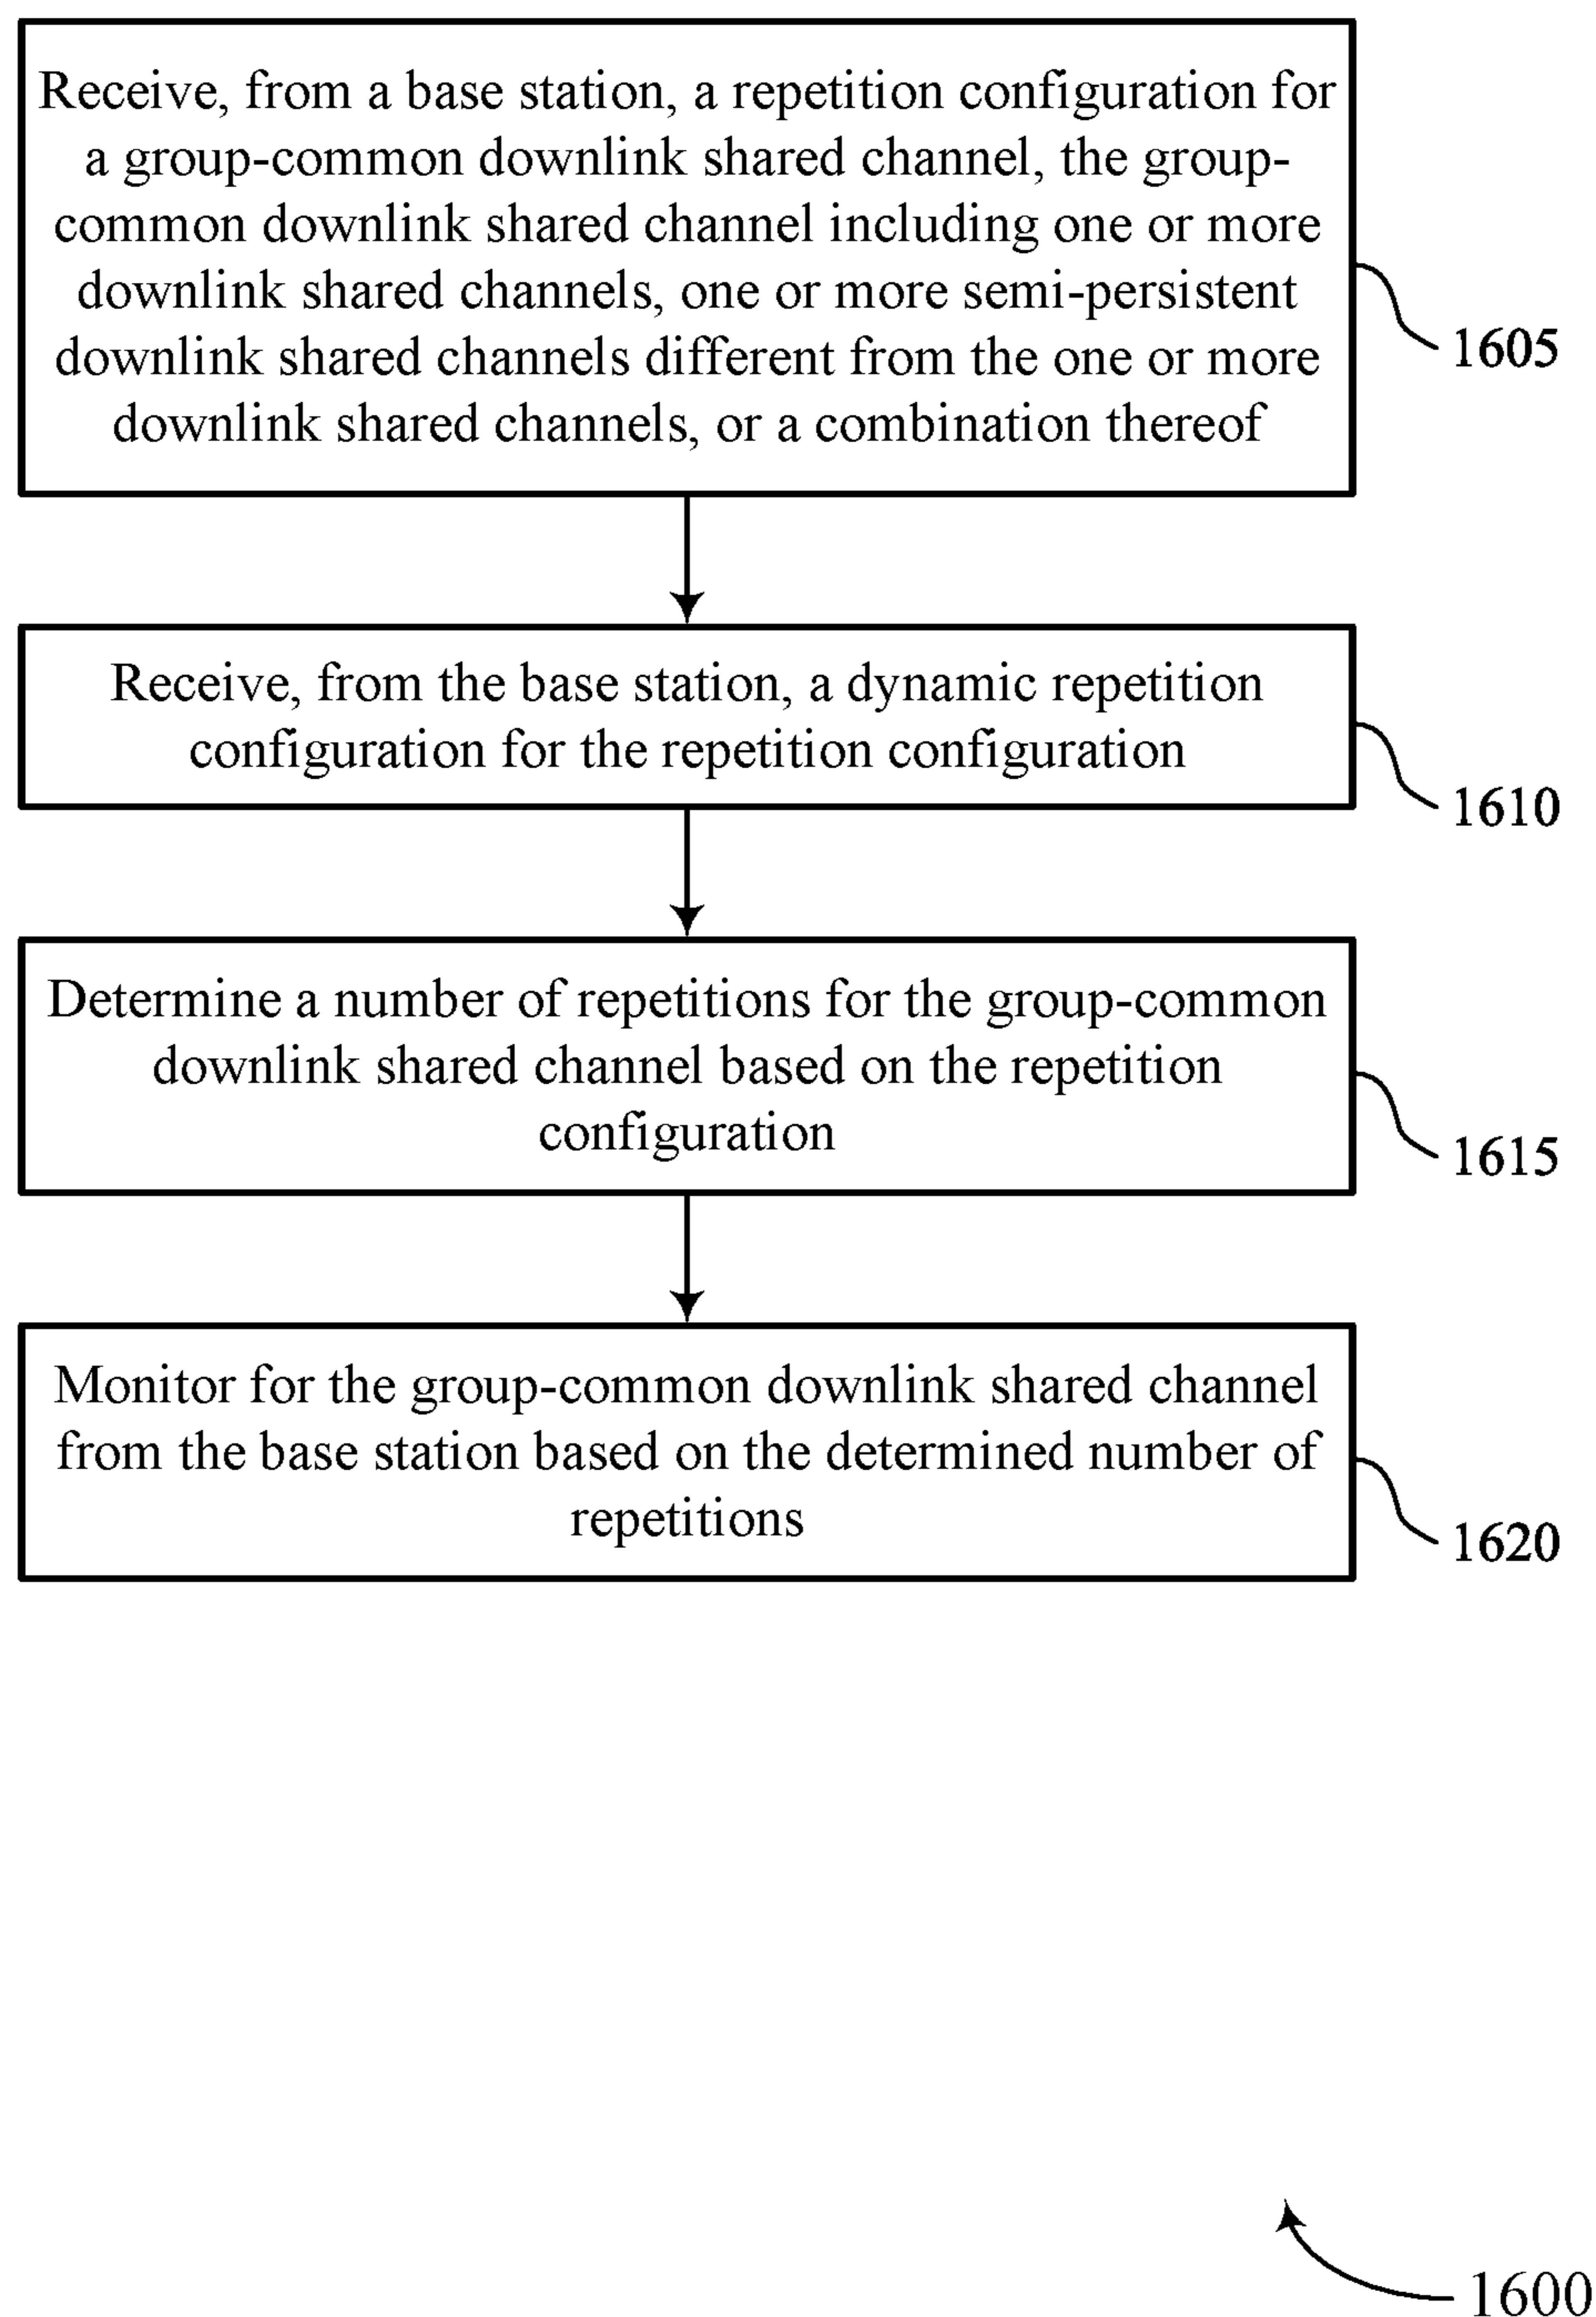 Receive, from a base station, a repetition configuration for
a group-common downlink shared channel, the group-
common downlink shared channel including one or more
downlink shared channels, one or more semi-persistent
downlink shared channels different from the one or more
downlink shared channels, or a combination thereof
1605
Receive, from the base station, a dynamic repetition
configuration for the repetition configuration
1610
Determine a number of repetitions for the group-common
downlink shared channel based on the repetition
configuration
1615
Monitor for the group-common downlink shared channel
from the base station based on the determined number of
repetitions
1620
1600